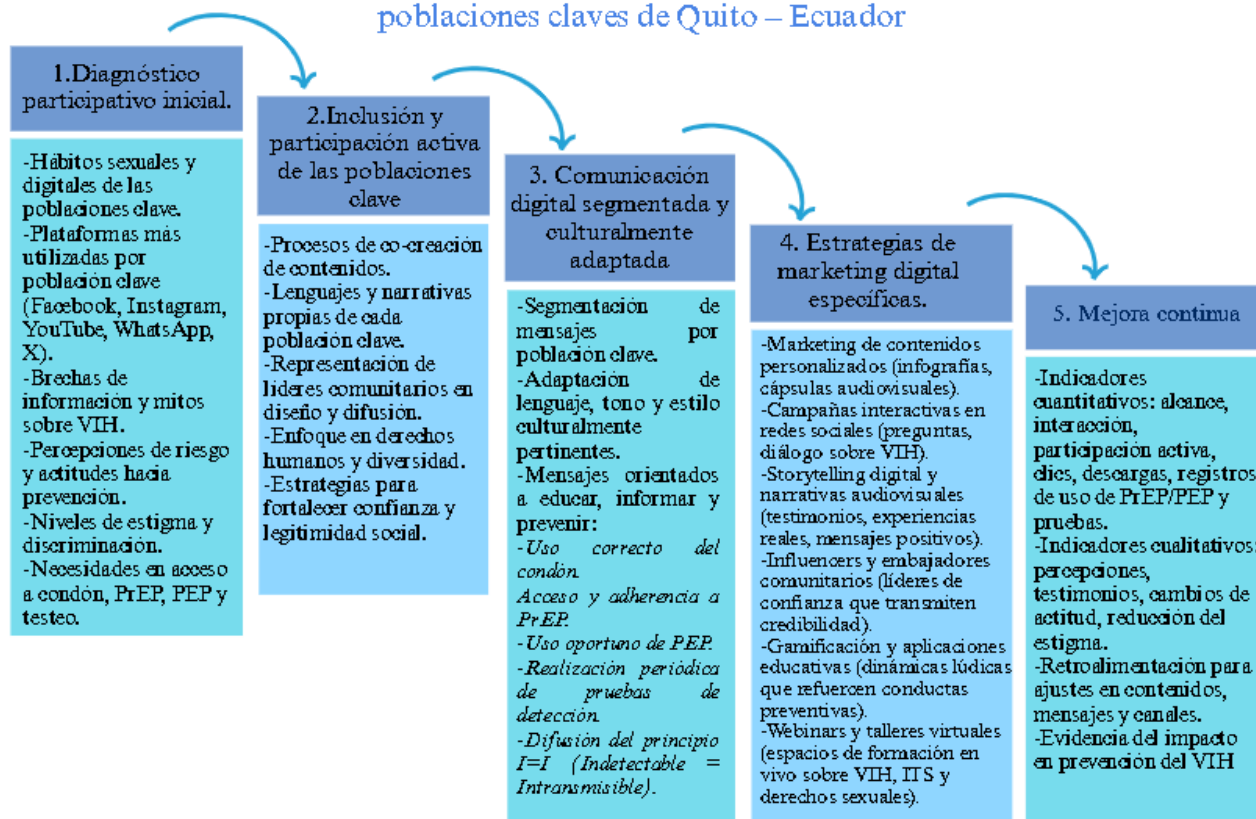 poblaciones claves de Quito – Ecuador
1.Diagnóstico
participativo inicial.
-Hábitos sexuales y
digitales de las
poblaciones clave.
-Plataformas más
utilizadas por
población clave
(Facebook, Instagram,
YouTube, WhatsApp,
X).
-Brechas de
información y mitos
sobre VIH.
-Percepciones de riesgo
y actitudes hacia
prevención.
-Niveles de estigma y
discriminación.
-Necesidades en acceso
a condón, PrEP, PEP y
testeo.
2.Inclusión y
participación activa
de las poblaciones
clave
-Procesos de co-creación
de contenidos.
-Lenguajes y narrativas
propias de cada
población clave.
-Representación de
líderes comunitarios en
diseño y difusión.
-Enfoque en derechos
humanos y diversidad.
-Estrategias para
fortalecer confianza y
legitimidad social.
3. Comunicación
digital segmentada y
culturalmente
adaptada
-Segmentación de
mensajes por
población clave.
-Adaptación de
lenguaje, tono y estilo
culturalmente
pertinentes.
-Mensajes orientados
a educar, informar y
prevenir:
-Uso correcto del
condón.
Acceso y adherencia a
PrEP.
-Uso oportuno de PEP.
-Realización periódica
de pruebas de
detección.
-Difusión del principio
I=I (Indetectable =
Intransmisible).
4. Estrategias de
marketing digital
específicas.
-Marketing de contenidos
personalizados (infografías,
cápsulas audiovisuales).
-Campañas interactivas en
redes sociales (preguntas,
diálogo sobre VIH).
-Storytelling digital y
narrativas audiovisuales
(testimonios, experiencias
reales, mensajes positivos).
-Influencers y embajadores
comunitarios (líderes de
confianza que transmiten
credibilidad).
-Gamificación y aplicaciones
educativas (dinámicas lúdicas
que refuercen conductas
preventivas).
-Webinars y talleres virtuales
(espacios de formación en
vivo sobre VIH, ITS y
derechos sexuales).
5. Mejora continua
-Indicadores
cuantitativos: alcance,
interacción,
participación activa,
clics, descargas, registros
de uso de PrEP/PEP y
pruebas.
-Indicadores cualitativos:
percepciones,
testimonios, cambios de
actitud, reducción del
estigma.
-Retroalimentación para
ajustes en contenidos,
mensajes y canales.
-Evidencia del impacto
en prevención del VIH